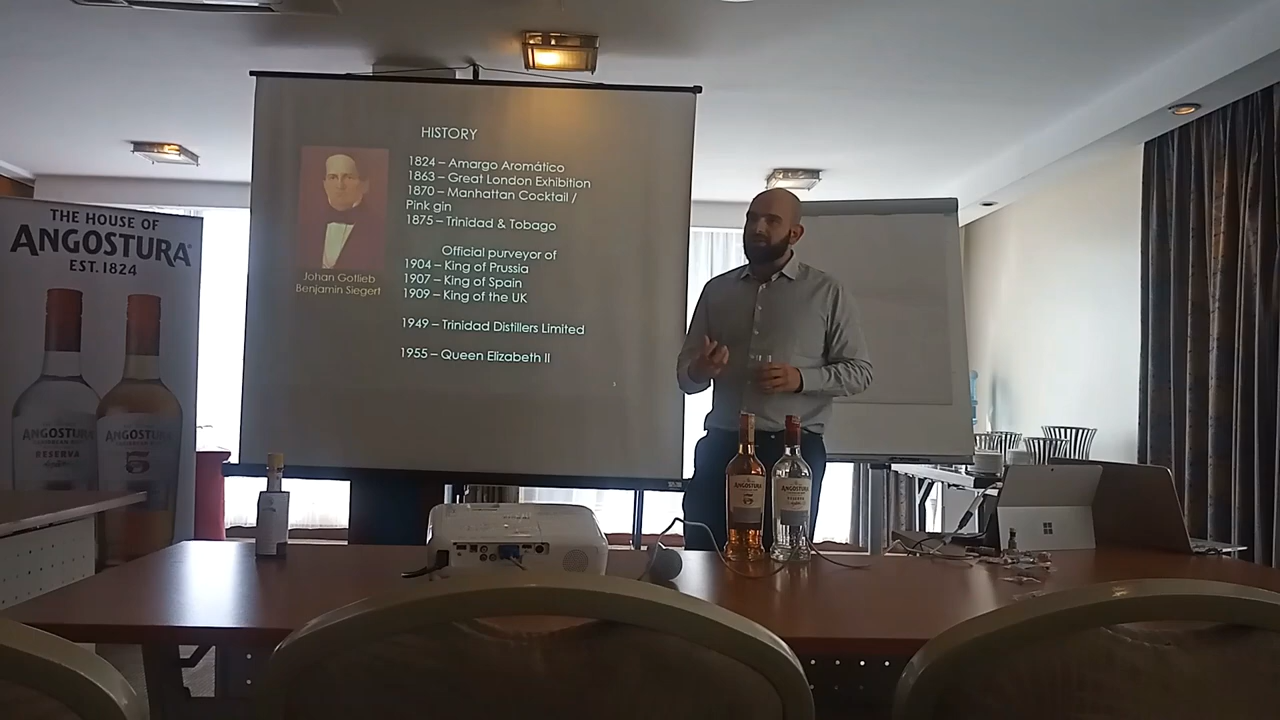 THE HOUSE OF
ANGOSTURA®
EST. 1824
ANGOSTURA
RESERVA
ANGOSTURA
5
HISTORY
1824 – Amargo Aromático
1863 – Great London Exhibition
1870 – Manhattan Cocktail /
Pink gin
1875 – Trinidad & Tobago
Official purveyor of
1904 – King of Prussia
1907 – King of Spain
1909 – King of the UK
1949 – Trinidad Distillers Limited
1955 – Queen Elizabeth II
Johan Gotlieb
Benjamin Siegert
ANGOSTURA
5
ANGOSTURA
RESERVA